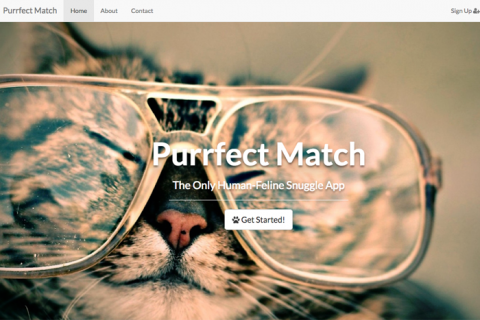 Purrfect Match Home About Contact Sign Up
Purrfect Match
The Only Human-Feline Snuggle App
Get Started!